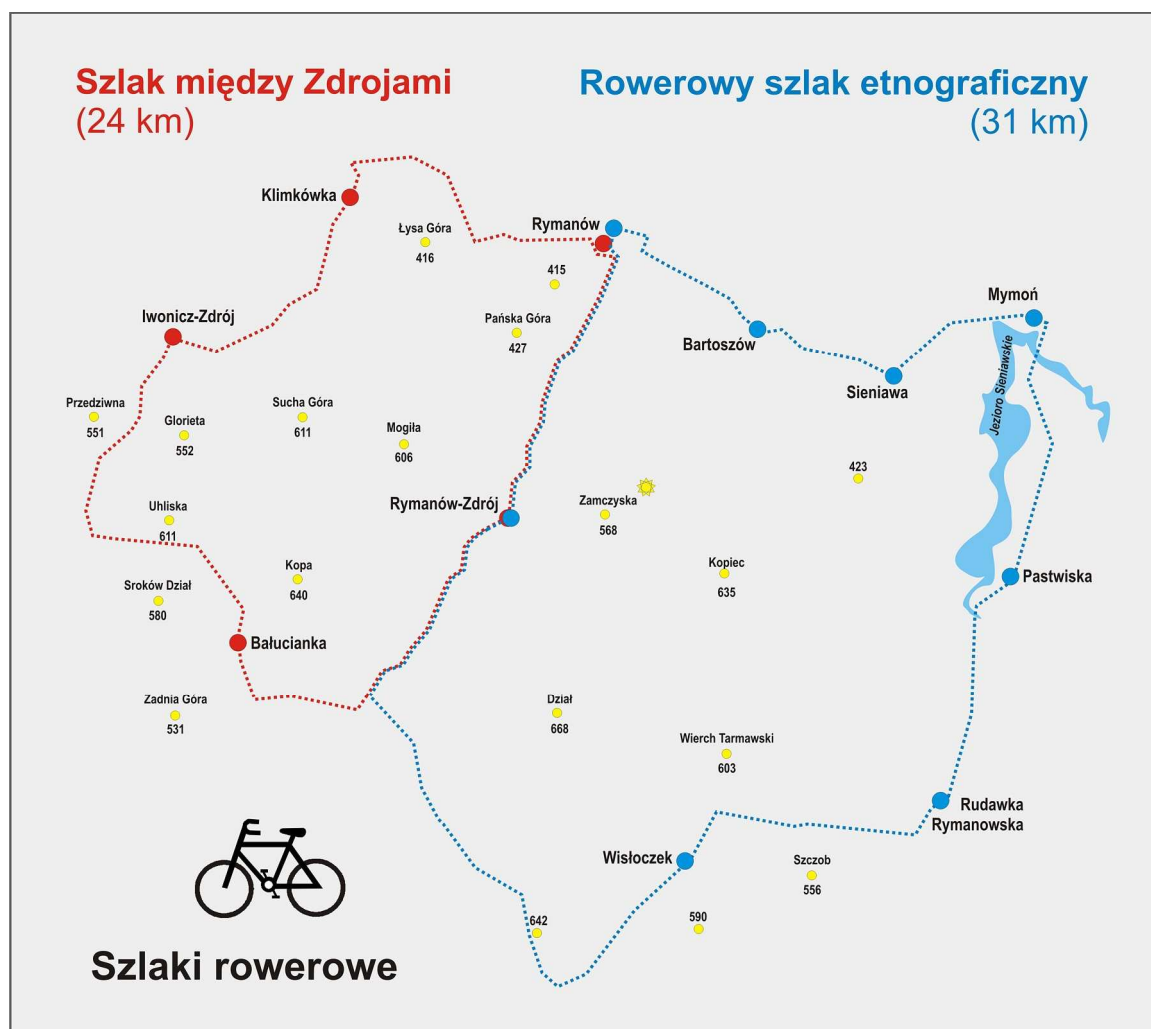 Szlak między Zdrojami
(24 km)
Rowerowy szlak etnograficzny
(31 km)
Klimkówka
Łysa Góra
416
Rymanów
415
Pańska Góra
427
Iwonicz-Zdrój
Bartoszów
Mymoń
Sieniawa
Jezioro Sieniawskie
Przedziwna
551
Glorieta
552
Sucha Góra
611
Mogiła
606
423
Rymanów-Zdrój
Zamczyska
568
Uhliska
611
Kopiec
635
Pastwiska
Sroków Dział
580
Kopa
640
Bałucianka
Zadnia Góra
531
Dział
668
Wierch Tarmawski
603
Rudawka
Rymanowska
Wisłoczek
Szczob
556
642
590
Szlaki rowerowe